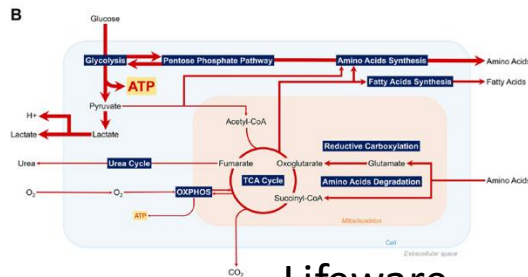 B
Glucose
Glycolysis
Pentose Phosphate Pathway
Amino Acids Synthesis
Amino Acids
Fatty Acids Synthesis
Fatty Acids
ATP
Pyruvate
H+
Lactate
Lactate
Acetyl-CoA
Reductive Carboxylation
Urea
Urea Cycle
Fumarate
Oxoglutarate
Glutamate
TCA Cycle
Amino Acids Degradation
Amino Acids
O2
O2
OXPHOS
Succinyl-CoA
ATP
Mitochondrion
Cell
Extracellular space
CO2
Lifeware